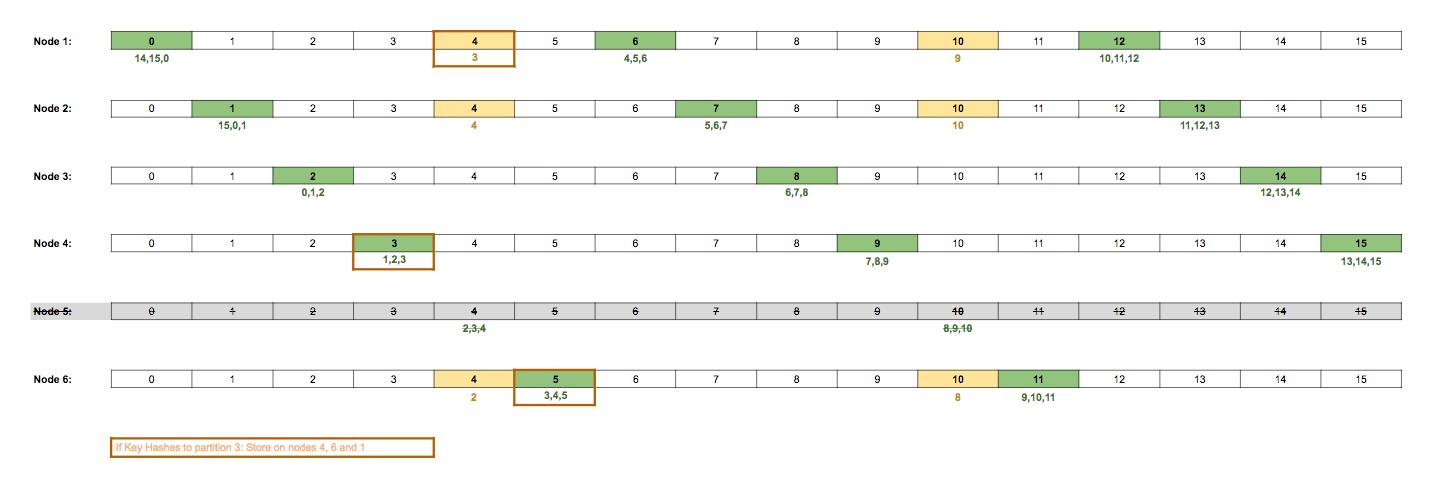 Node 1: 0 1 2 3 4 5 6 7 8 9 10 11 12 13 14 15
14,15,0 3 4,5,6 9 10,11,12
Node 2: 0 1 2 3 4 5 6 7 8 9 10 11 12 13 14 15
15,0,1 4 5,6,7 10 11,12,13
Node 3: 0 1 2 3 4 5 6 7 8 9 10 11 12 13 14 15
0,1,2 6,7,8 12,13,14
Node 4: 0 1 2 3 4 5 6 7 8 9 10 11 12 13 14 15
1,2,3 7,8,9 13,14,15
Node 5: 0 1 2 3 4 5 6 7 8 9 10 11 12 13 14 15
2,3,4 8,9,10
Node 6: 0 1 2 3 4 5 6 7 8 9 10 11 12 13 14 15
2 3,4,5 8 9,10,11
If Key Hashes to partition 3: Store on nodes 4, 6 and 1